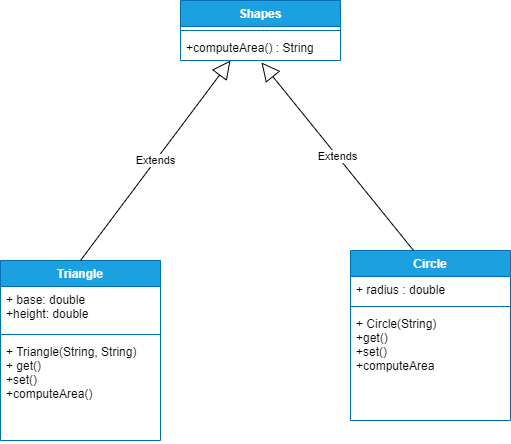 Shapes
+computeArea() : String
Extends
Extends
Triangle
+ base: double
+height: double
+ Triangle(String, String)
+ get()
+set()
+computeArea()
Circle
+ radius : double
+ Circle(String)
+get()
+set()
+computeArea